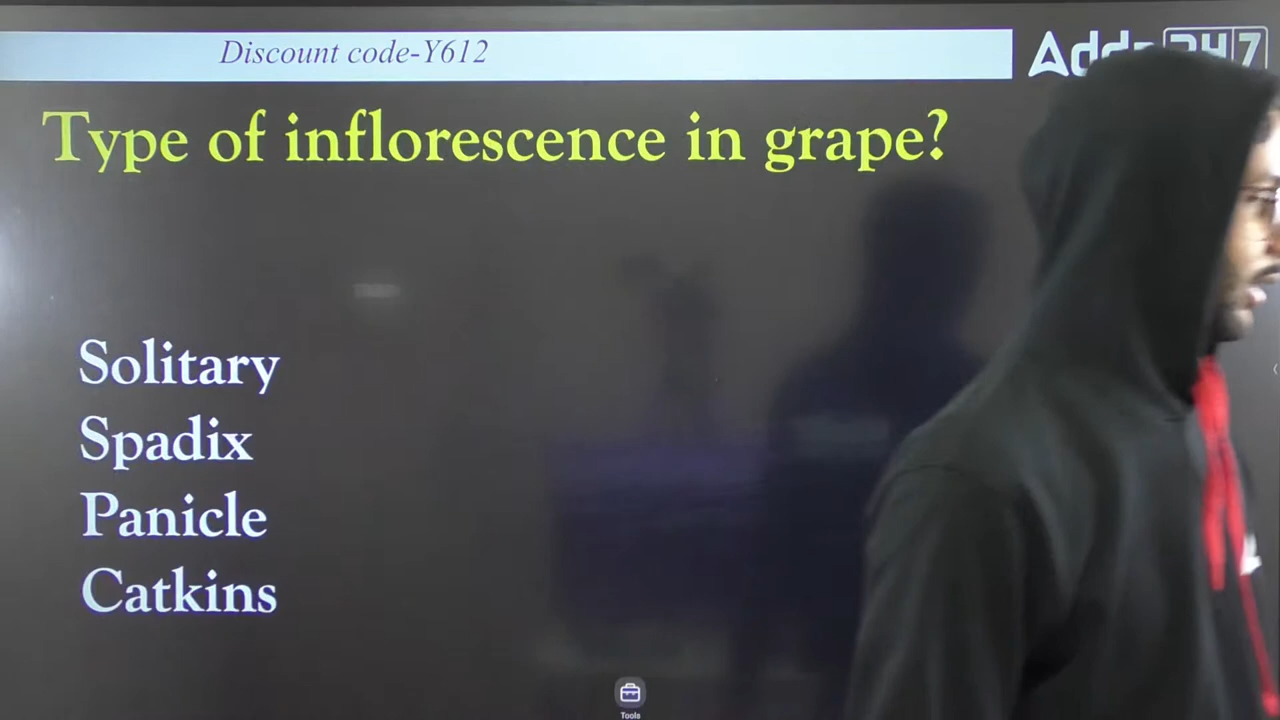 Discount code-Y612
Type of inflorescence in grape?
Solitary
Spadix
Panicle
Catkins
Tools